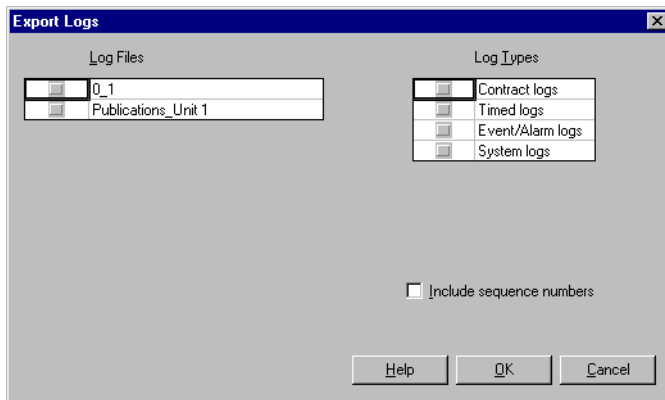 Export Logs
Log Files
0_1
Publications_Unit 1
Log Types
Contract logs
Timed logs
Event/Alarm logs
System logs
Include sequence numbers
Help
OK
Cancel